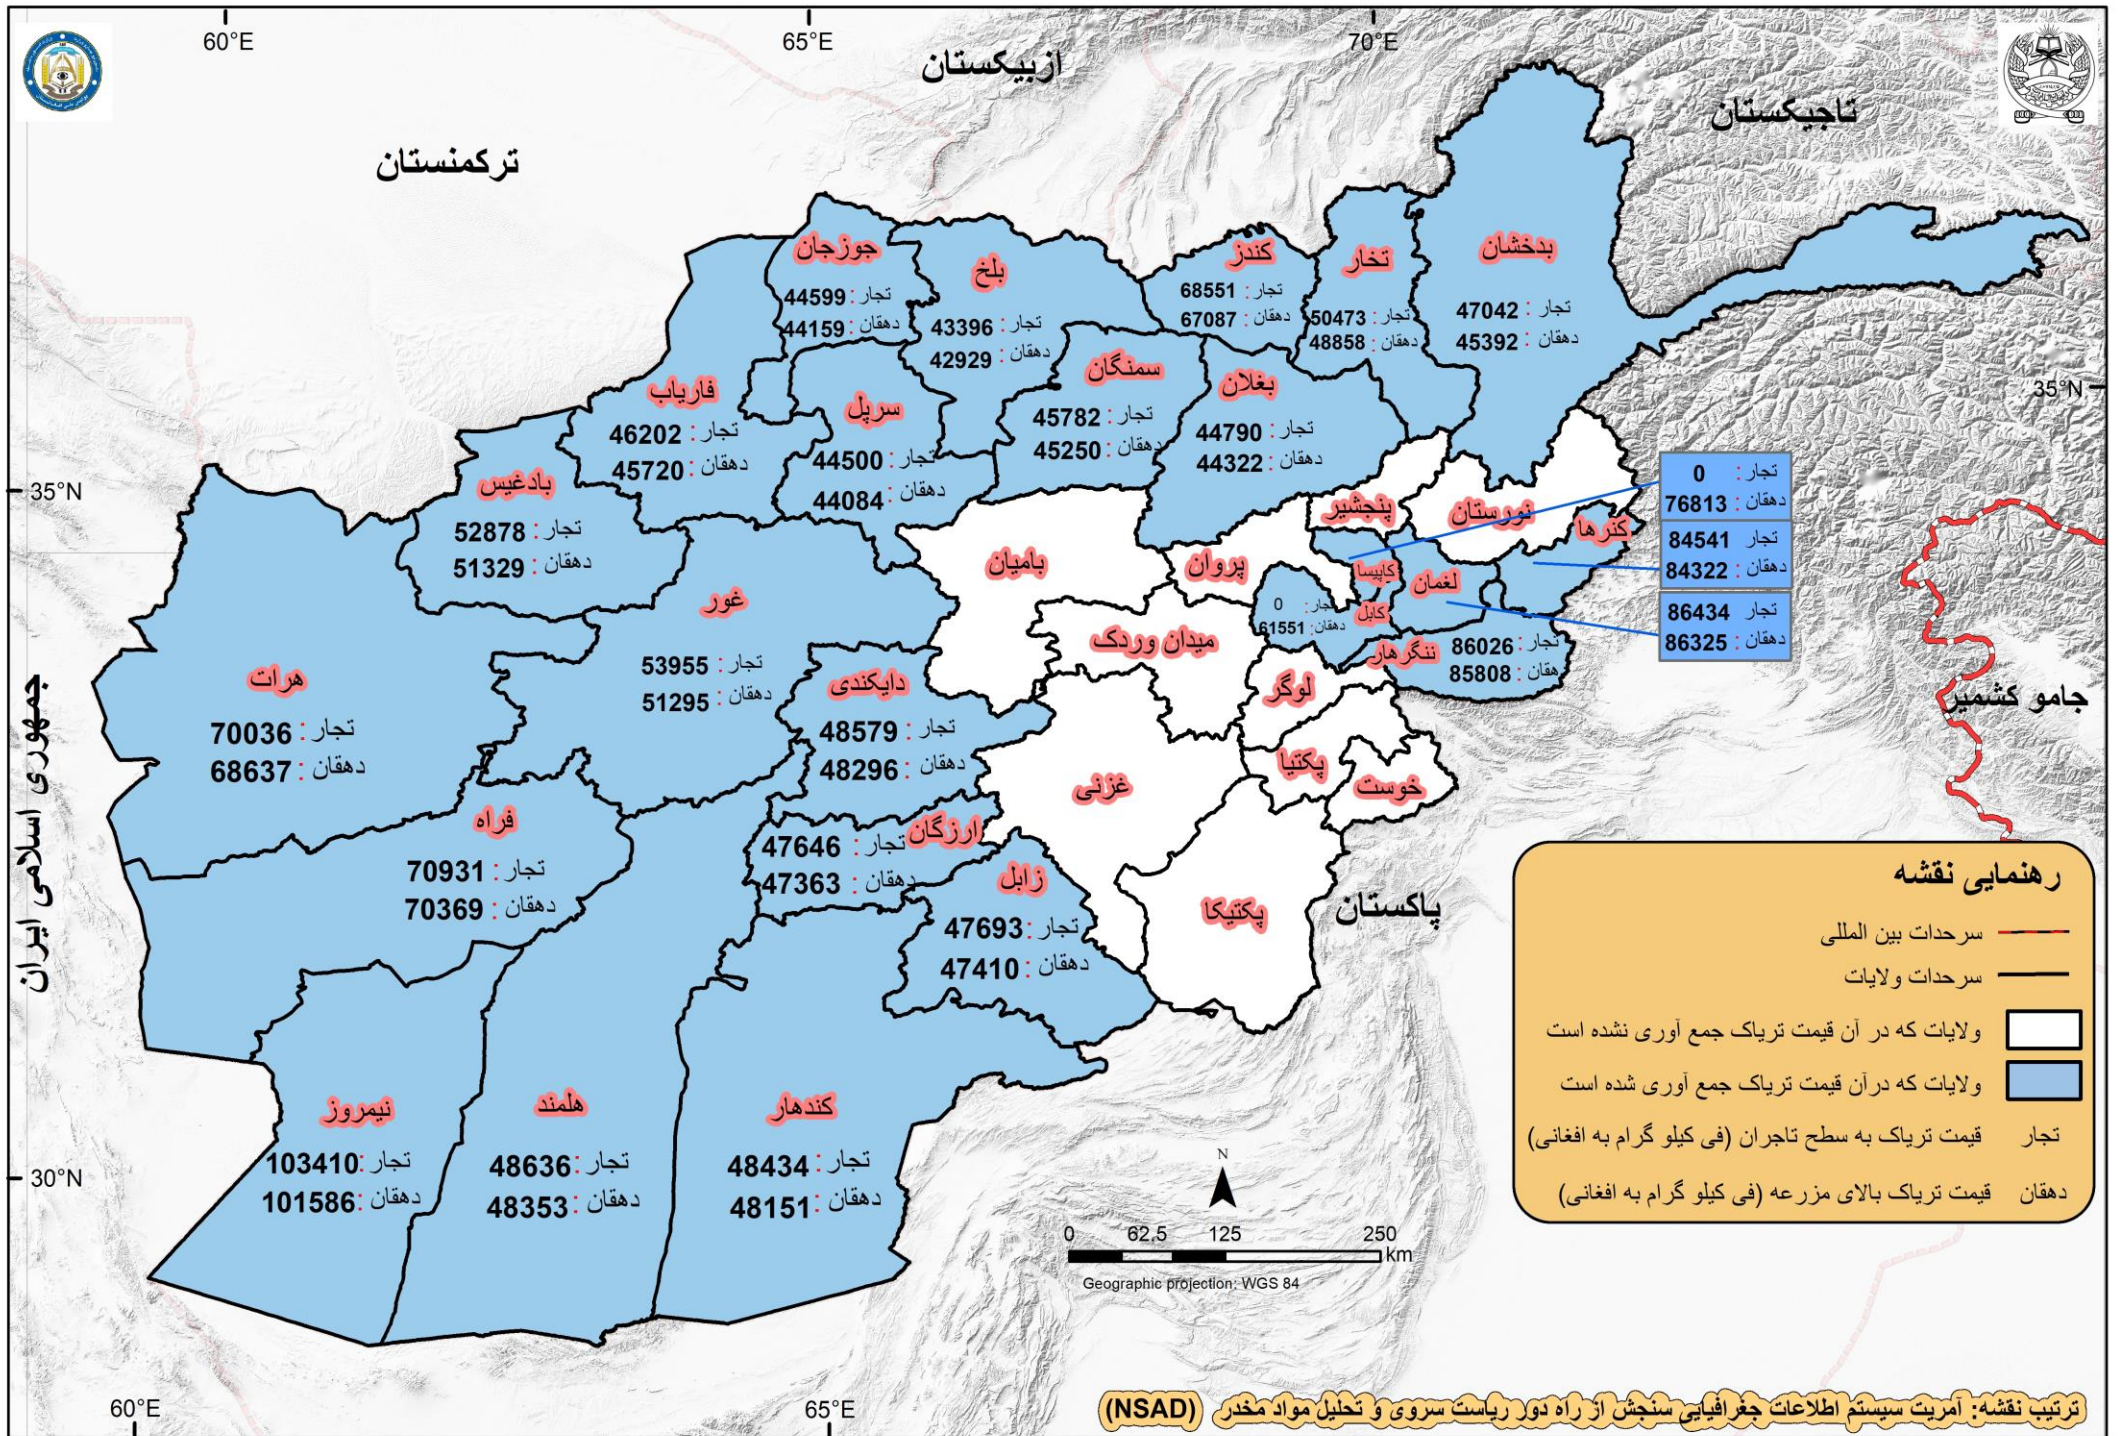 60°E
65°E
70°E
ازبیکستان
تاجیکستان
ترکمنستان
جوزجان
تجار: 44599
دهقان: 44159
بلخ
تجار: 43396
دهقان: 42929
کندز
تجار: 68551
دهقان: 67087
تخار
تجار: 50473
دهقان: 48858
بدخشان
تجار: 47042
دهقان: 45392
35°N
فاریاب
تجار: 46202
دهقان: 45720
سرپل
تجار: 44500
دهقان: 44084
سمنگان
تجار: 45782
دهقان: 45250
بغلان
تجار: 44790
دهقان: 44322
35°N
بادغیس
تجار: 52878
دهقان: 51329
پنجشیر
نورستان
کنرها
تجار: 0
دهقان: 76813
تجار 84541
دهقان: 84322
تجار 86434
دهقان: 86325
بامیان
پروان
کاپیسا
لغمان
کابل
تجار: 0
دهقان: 61551
ننگرهار
تجار: 86026
هقان: 85808
غور
تجار: 53955
دهقان: 51295
میدان وردک
لوگر
هرات
تجار: 70036
دهقان: 68637
دایکندی
تجار: 48579
دهقان: 48296
غزنی
پکتیا
خوست
جامو کشمیر
جمهوری اسلامی ایران
فراه
تجار: 70931
دهقان: 70369
ارزگان
تجار: 47646
دهقان: 47363
زابل
تجار: 47693
دهقان: 47410
پکتیکا
پاکستان
نیمروز
تجار: 103410
دهقان: 101586
هلمند
تجار: 48636
دهقان: 48353
کندهار
تجار: 48434
دهقان: 48151
رهنمایی نقشه
سرحدات بین المللی
سرحدات ولایات
ولایات که در آن قیمت تریاک جمع آوری نشده است
ولایات که درآن قیمت تریاک جمع آوری شده است
تجار قیمت تریاک به سطح تاجران (فی کیلو گرام به افغانی)
دهقان قیمت تریاک بالای مزرعه (فی کیلو گرام به افغانی)
30°N
N
0 62.5 125 250
km
Geographic projection: WGS 84
60°E
65°E
ترتیب نقشه: آمریت سیستم اطلاعات جغرافیایی سنجش از راه دور ریاست سروی و تحلیل مواد مخدر (NSAD)